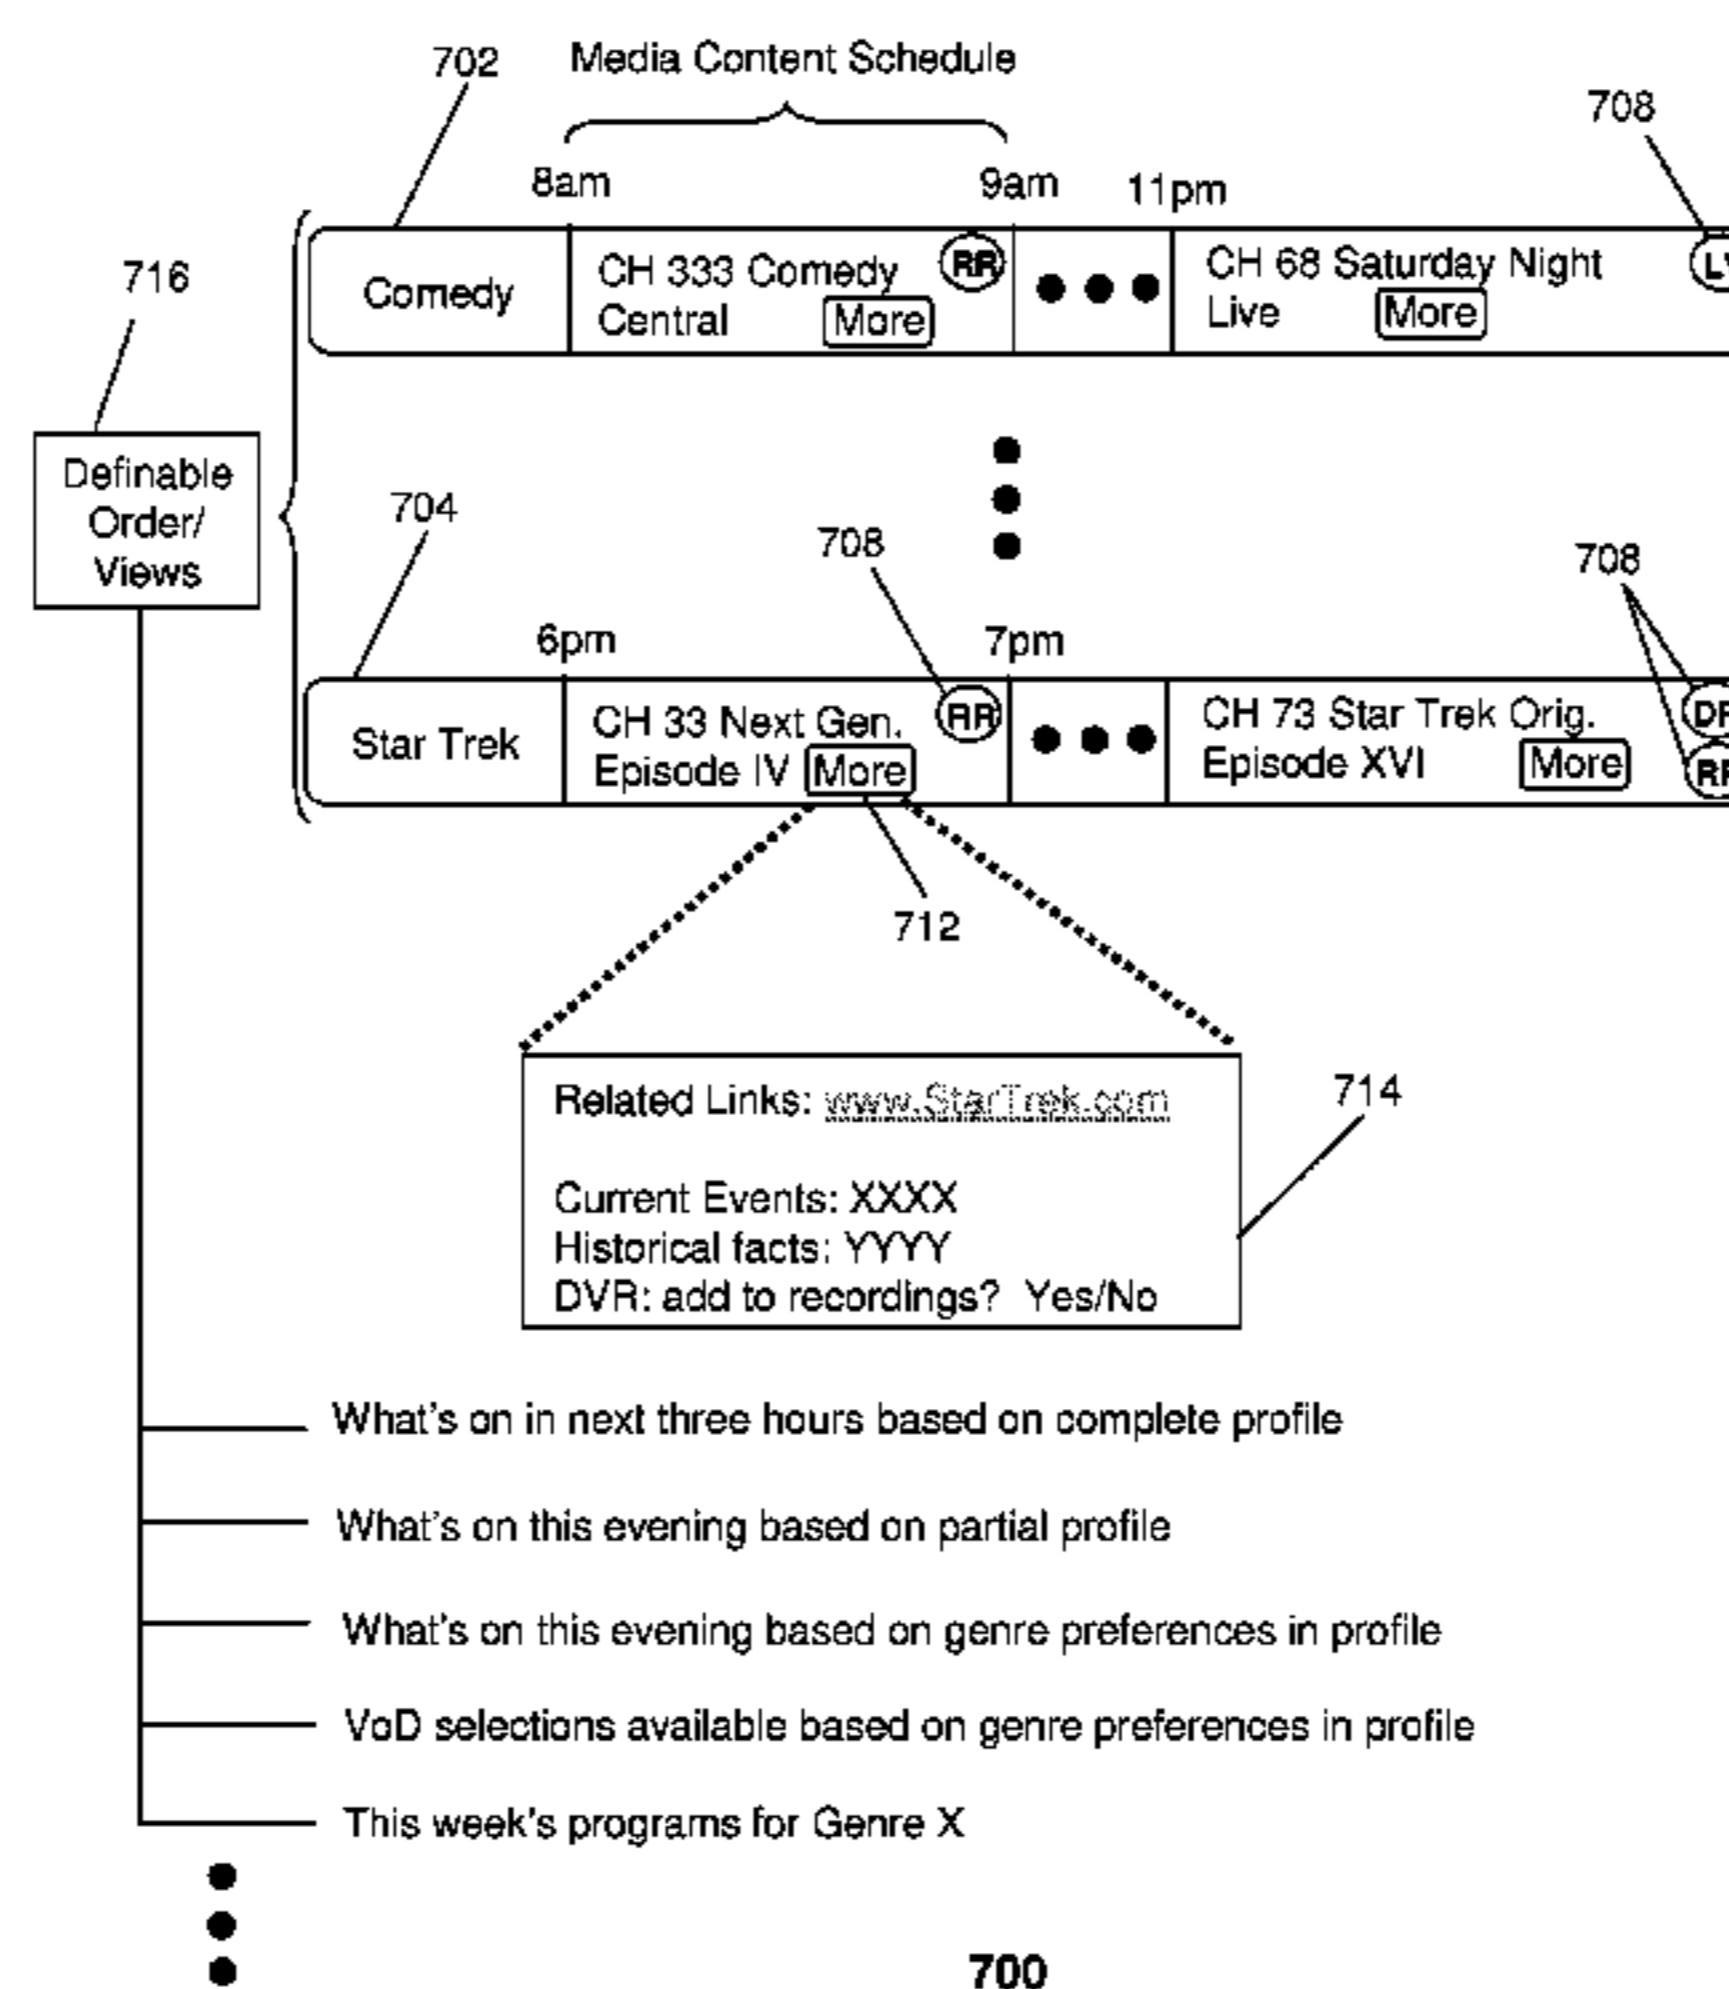 702
Media Content Schedule
708
8am
9am
11pm
716
Comedy
CH 333 Comedy
Central
More
RR
CH 68 Saturday Night
Live
More
Definable
Order/
Views
704
708
708
6pm
7pm
Star Trek
CH 33 Next Gen.
Episode IV
More
RR
CH 73 Star Trek Orig.
Episode XVI
More
712
Related Links: www.StarTrek.com
714
Current Events: XXXX
Historical facts: YYYY
DVR: add to recordings? Yes/No
What's on in next three hours based on complete profile
What's on this evening based on partial profile
What's on this evening based on genre preferences in profile
VoD selections available based on genre preferences in profile
This week's programs for Genre X
700